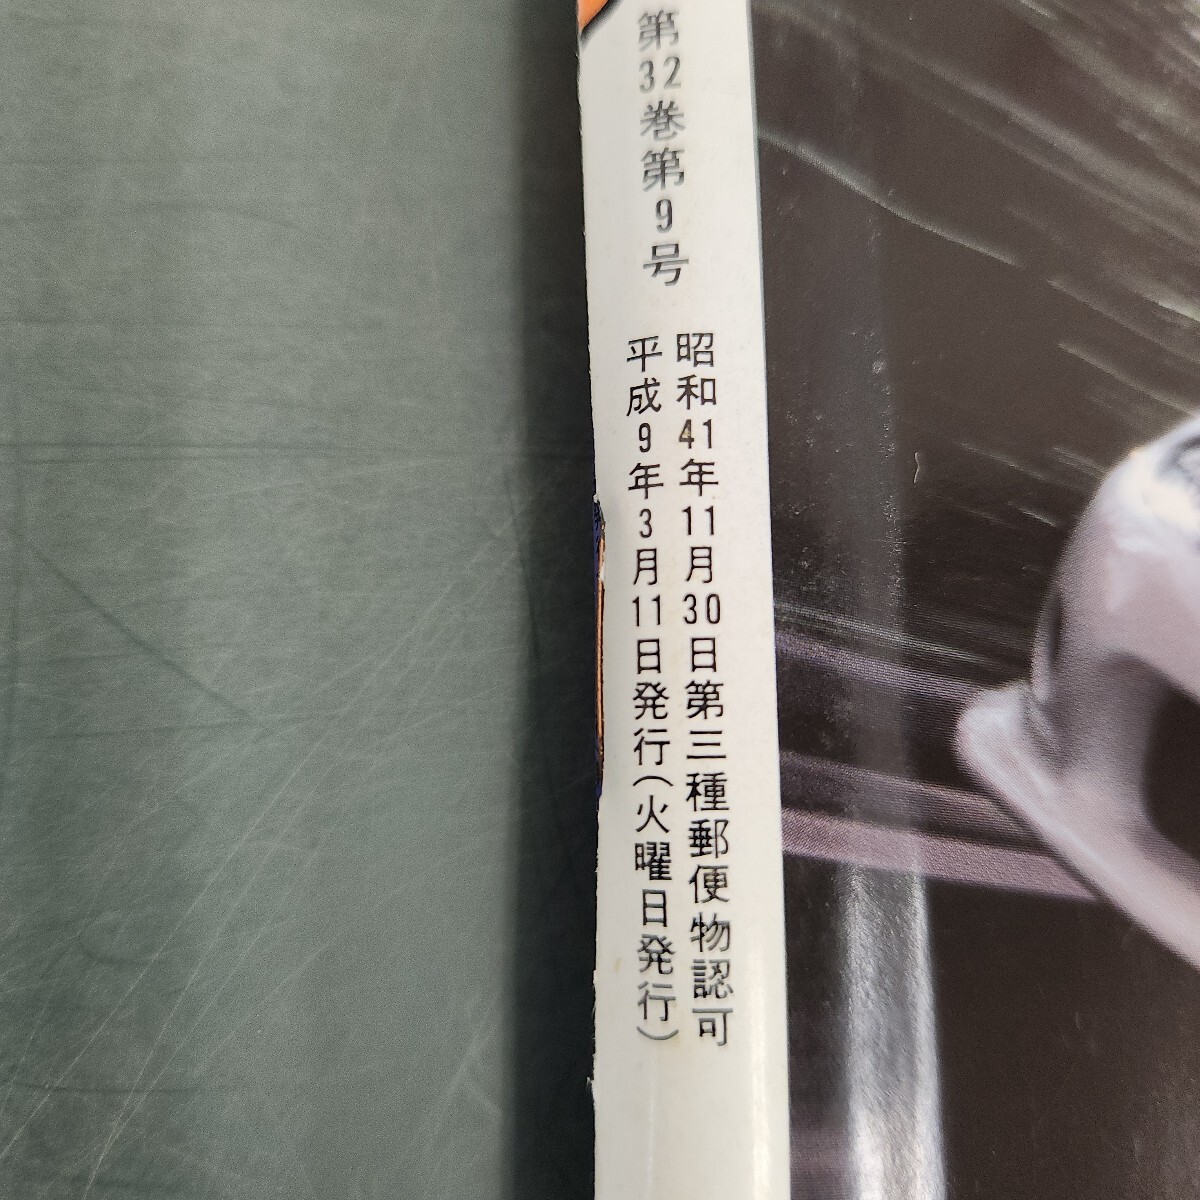 第32巻第9号
昭和41年11月30日第三種郵便物認可
平成9年3月11日発行(火曜日発行)